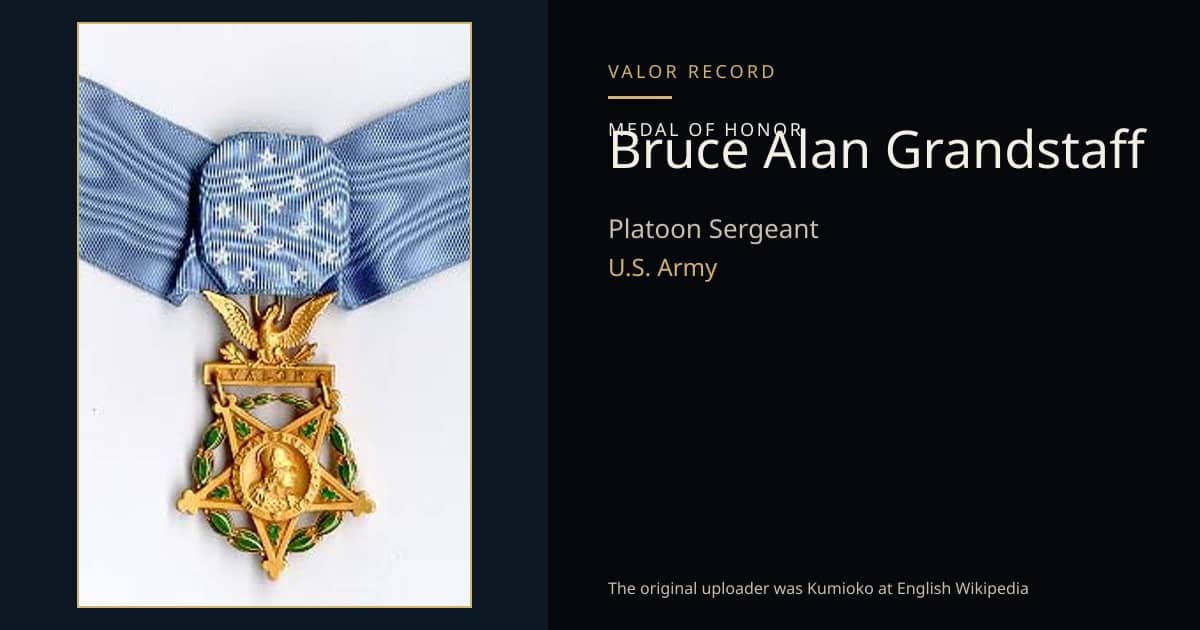 VALOR RECORD
MEDAL OF HONOR
Bruce Alan Grandstaff
Platoon Sergeant
U.S. Army
VALOR
The original uploader was Kumioko at English Wikipedia